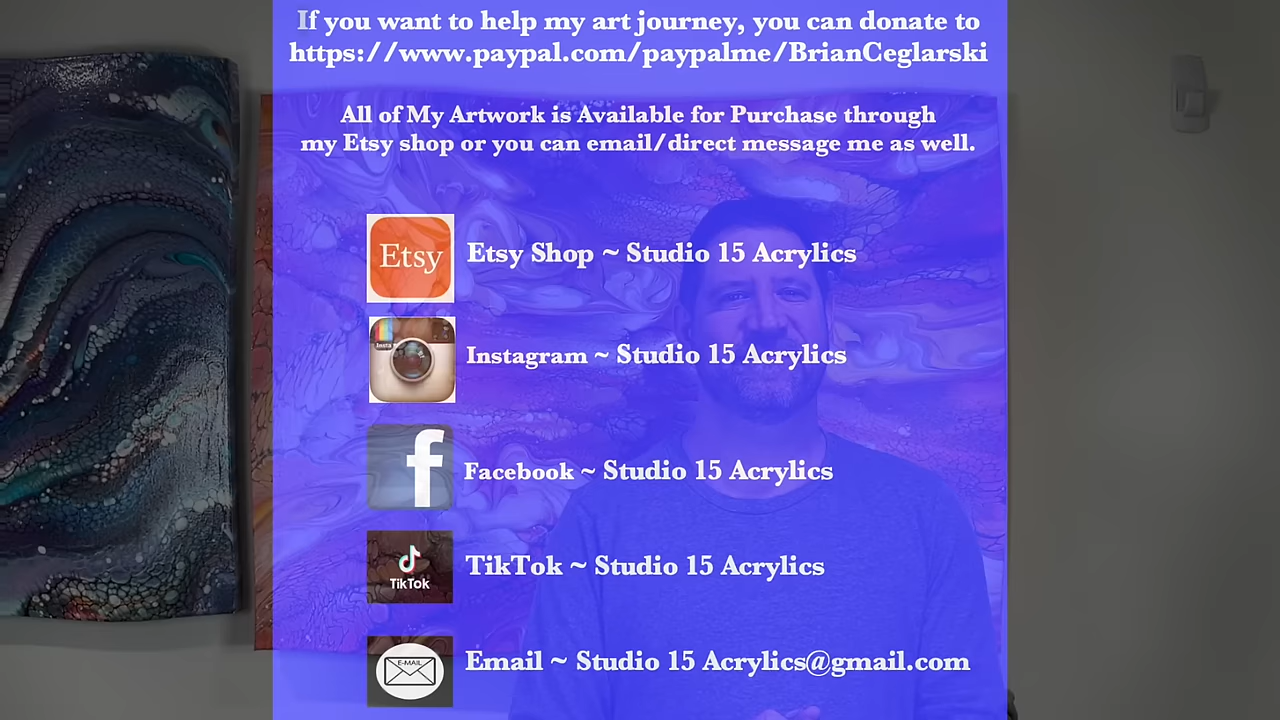 If you want to help my art journey, you can donate to
https://www.paypal.com/paypalme/BrianCeglarski
All of My Artwork is Available for Purchase through
my Etsy shop or you can email/direct message me as well.
Etsy
Etsy Shop ~ Studio 15 Acrylics
Insta
Instagram ~ Studio 15 Acrylics
f
Facebook ~ Studio 15 Acrylics
TikTok
TikTok ~ Studio 15 Acrylics
E-MAIL
Email ~ Studio 15 Acrylics@gmail.com